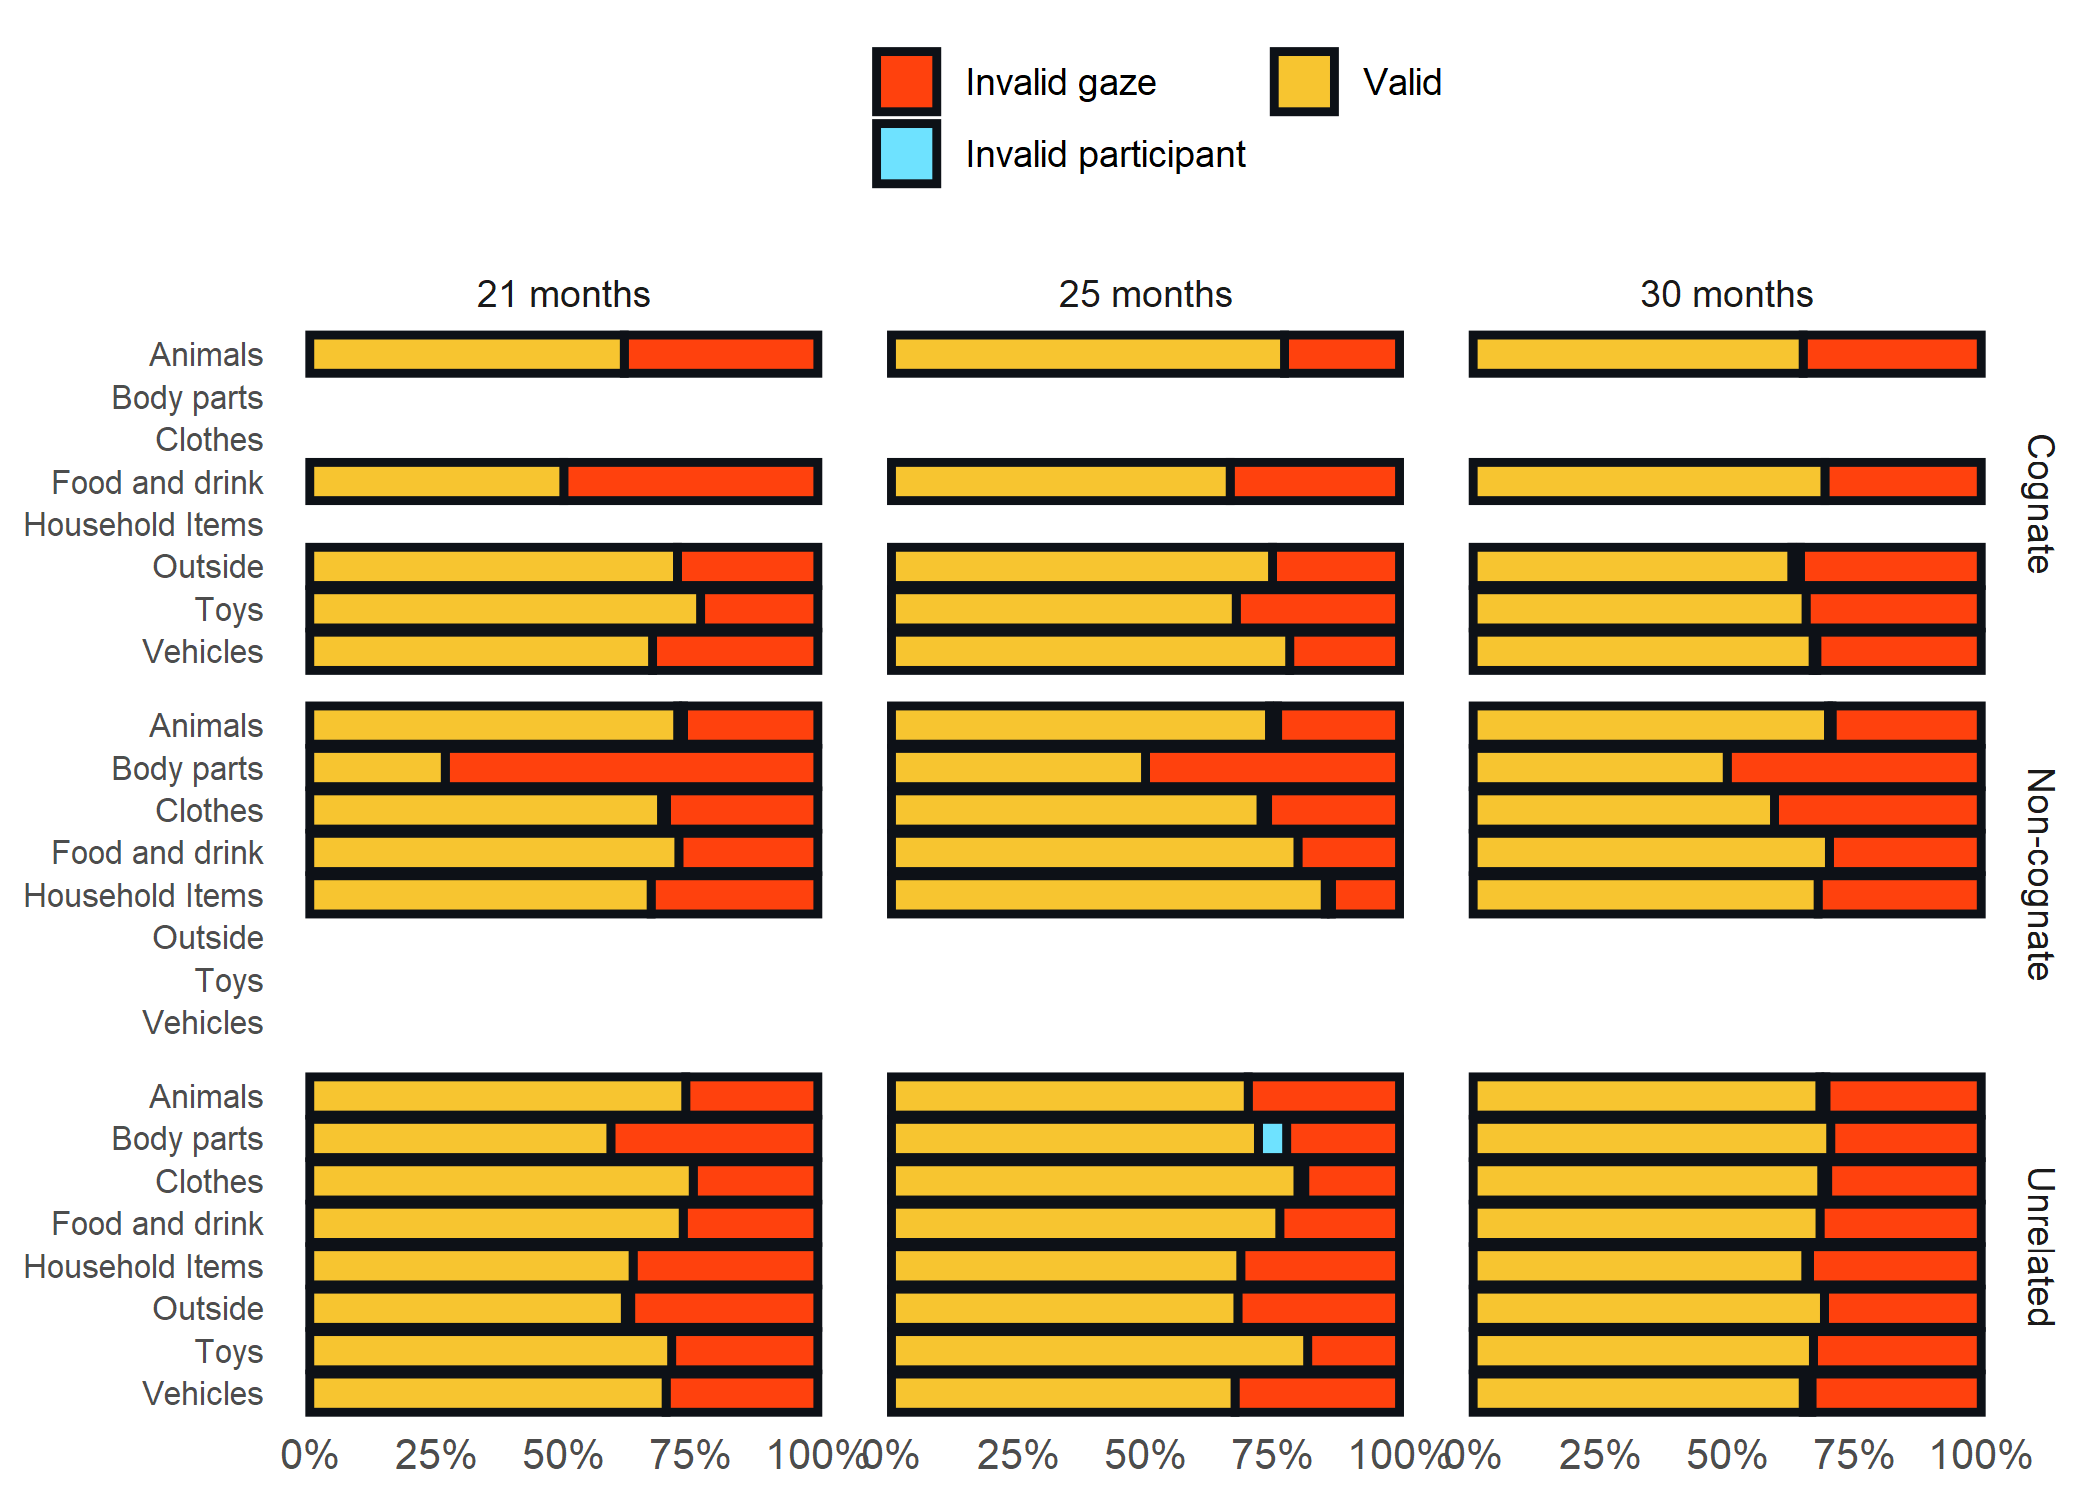 Invalid gaze
Valid
Invalid participant
21 months
25 months
30 months
Animals
Body parts
Clothes
Food and drink
Household Items
Outside
Toys
Vehicles
Cognate
Animals
Body parts
Clothes
Food and drink
Household Items
Outside
Toys
Vehicles
Non-cognate
Animals
Body parts
Clothes
Food and drink
Household Items
Outside
Toys
Vehicles
Unrelated
0% 25% 50% 75% 100%
0% 25% 50% 75% 100%
0% 25% 50% 75% 100%